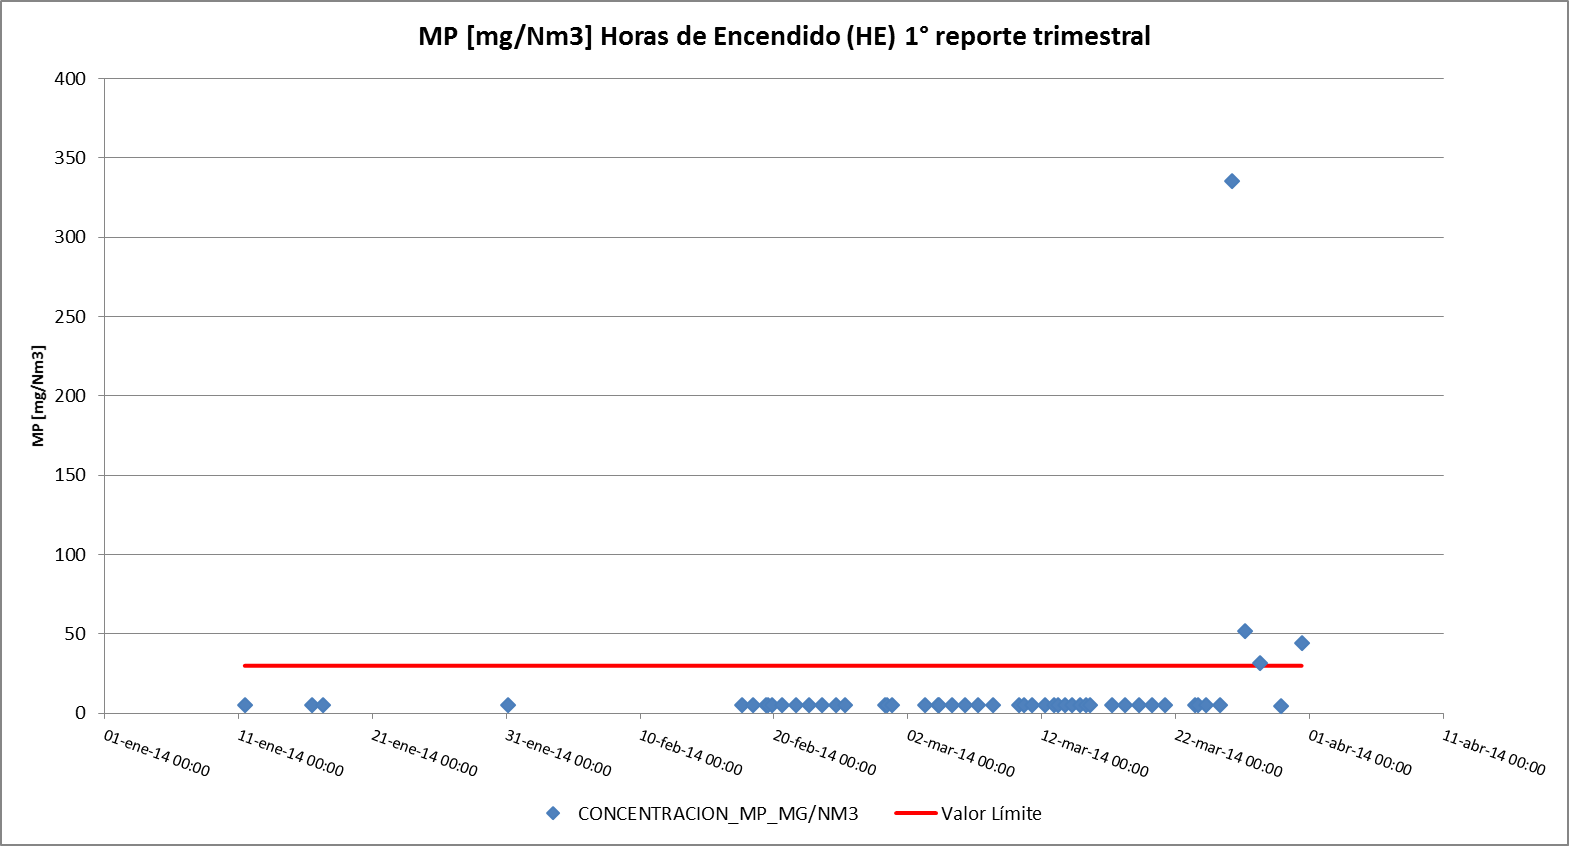 MP [mg/Nm3] Horas de Encendido (HE) 1° reporte trimestral
400
350
300
250
200
150
100
50
0
MP [mg/Nm3]
01-ene-14 00:00
11-ene-14 00:00
21-ene-14 00:00
31-ene-14 00:00
10-feb-14 00:00
20-feb-14 00:00
02-mar-14 00:00
12-mar-14 00:00
22-mar-14 00:00
01-abr-14 00:00
11-abr-14 00:00
CONCENTRACION_MP_MG/NM3
Valor Límite